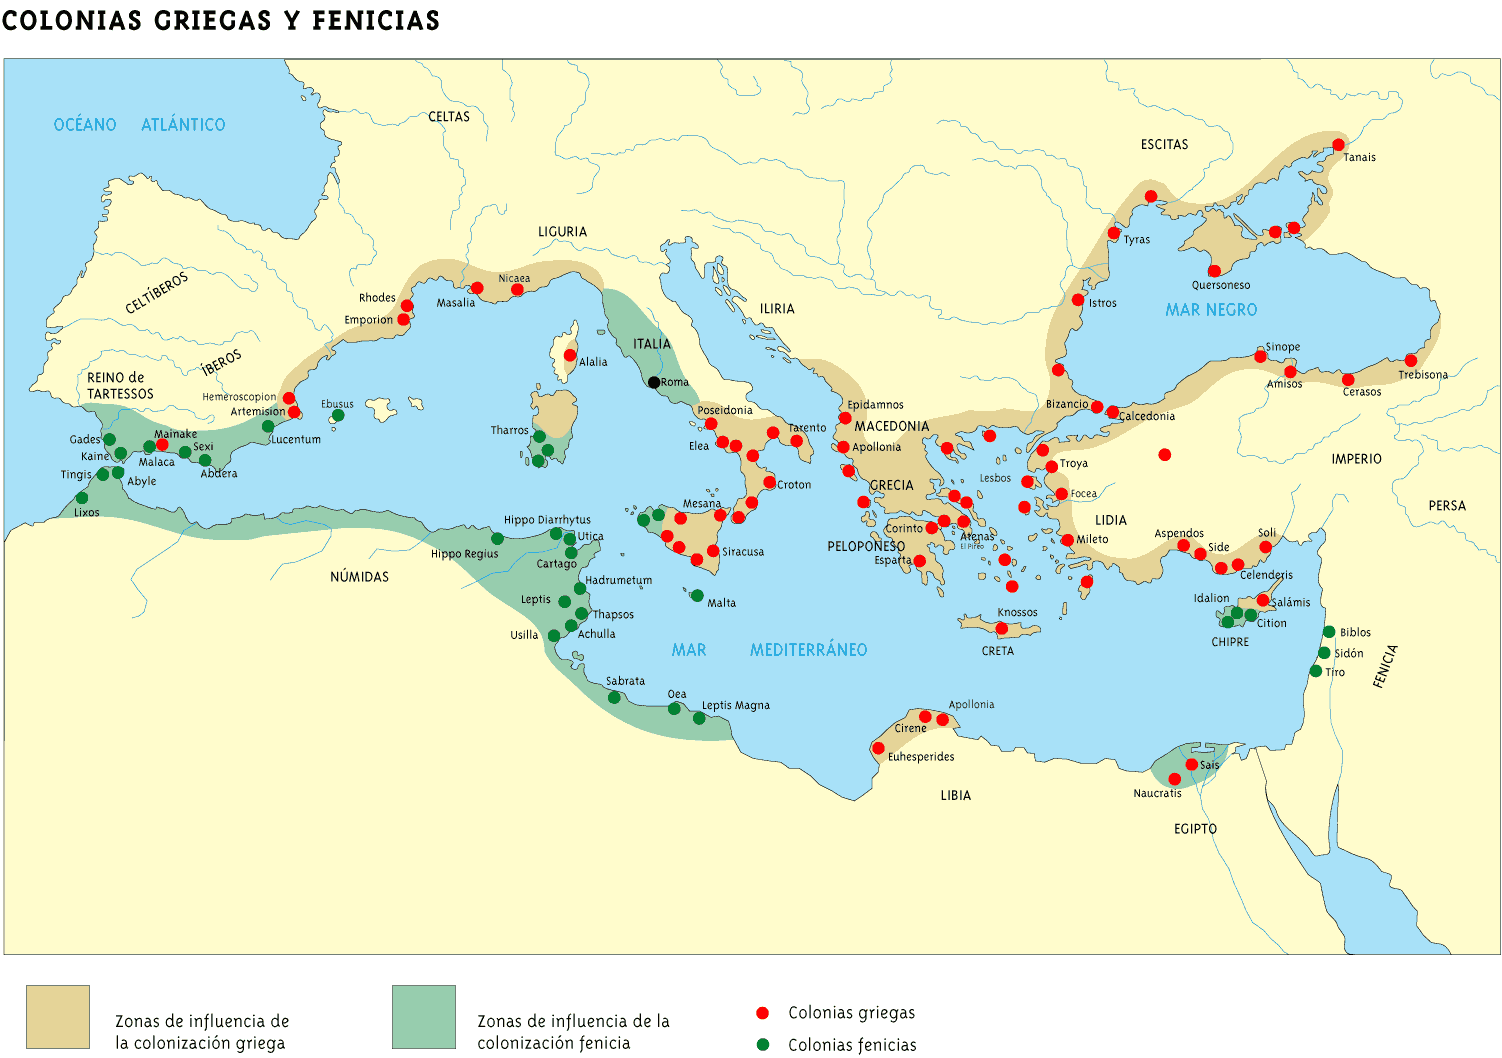 COLONIAS GRIEGAS Y FENICIAS
OCÉANO ATLÁNTICO
CELTAS
ESCITAS
Tanais
LIGURIA
Tyras
Nicaea
Masalia
Rhodes
Emporion
CELTÍBEROS
ILIRIA
Istros
Quersoneso
MAR NEGRO
ÍBEROS
ITALIA
Alalia
Roma
Sinope
Amisos
Trebisona
Cerasos
REINO de
TARTESSOS
Hemeroscopion
Artemision
Ebusus
Lucentum
Poseidonia
Epidamnos
MACEDONIA
Bizancio
Calcedonia
Gades
Mainake
Sexi
Kaine
Malaca
Abdera
Tharros
Elea
Tarento
Apollonia
Troya
IMPERIO
Tingis
Abyle
Lixos
Croton
GRECIA
Lesbos
Focea
PERSA
Mesana
Hippo Diarrhytus
Utica
Hippo Regius
Cartago
Siracusa
Corinto
Atenas
El Pireo
PELOPONESO
Esparta
LIDIA
Mileto
Aspendos
Side
Soli
Celenderis
NÚMIDAS
Hadrumetum
Leptis
Thapsos
Usilla
Achulla
Malta
Knossos
CRETA
Idalion
Salámis
Cition
CHIPRE
Biblos
Sidón
Tiro
FENICIA
MAR MEDITERRÁNEO
Sabrata
Oea
Leptis Magna
Apollonia
Cirene
Euhesperides
LIBIA
Sais
Naucratis
EGIPTO
Zonas de influencia de
la colonización griega
Zonas de influencia de la
colonización fenicia
Colonias griegas
Colonias fenicias